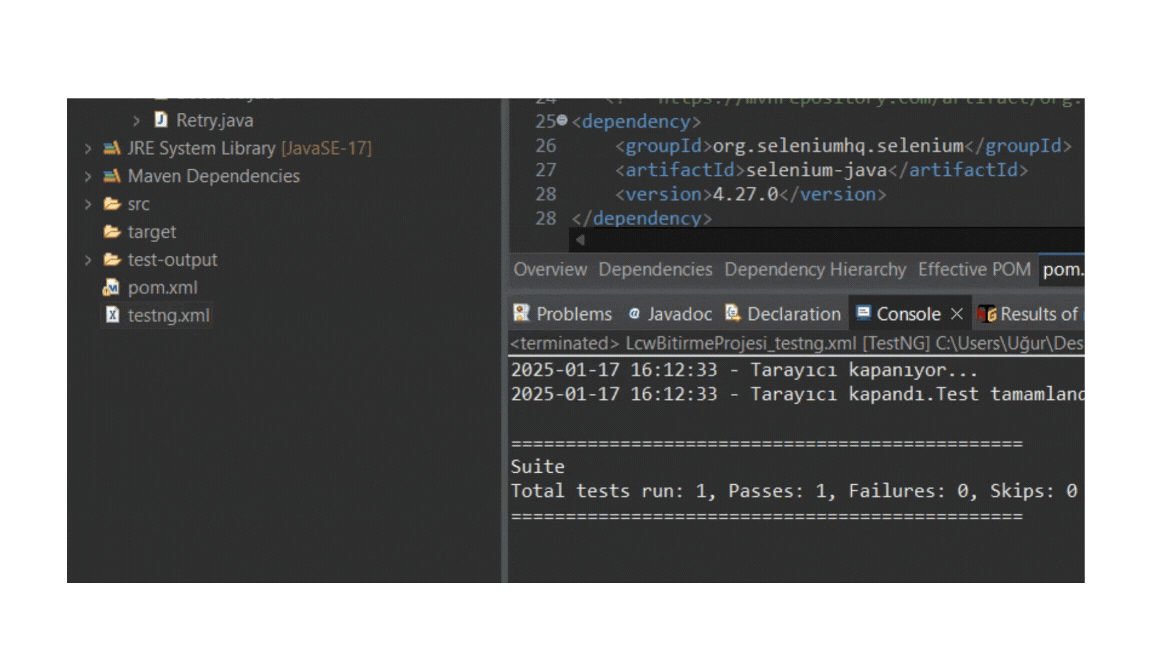 Retry.java
JRE System Library [JavaSE-17]
Maven Dependencies
src
target
test-output
pom.xml
testng.xml
24
25 <dependency>
26 <groupId>org.seleniumhq.selenium</groupId>
27 <artifactId>selenium-java</artifactId>
28 <version>4.27.0</version>
28 </dependency>
Overview Dependencies Dependency Hierarchy Effective POM pom.
Problems @ Javadoc Declaration Console Results of
<terminated> LcwBitirmeProjesi_testng.xml [TestNG] C:\Users\Uğur\Des
2025-01-17 16:12:33 - Tarayıcı kapanıyor...
2025-01-17 16:12:33 - Tarayıcı kapandı.Test tamamland
===============================================
Suite
Total tests run: 1, Passes: 1, Failures: 0, Skips: 0
===============================================